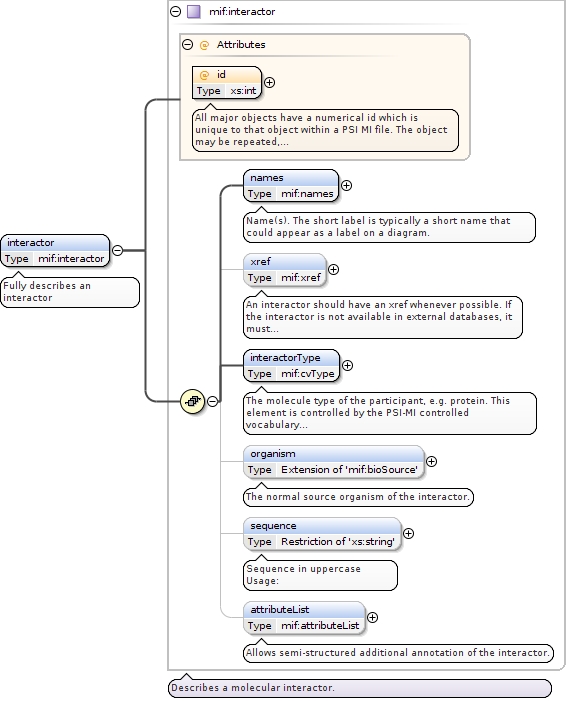 mif:interactor
@ Attributes
@ id
Type xs:int
All major objects have a numerical id which is
unique to that object within a PSI MI file. The object
may be repeated,...
names
Type mif:names
Name(s). The short label is typically a short name that
could appear as a label on a diagram.
interactor
Type mif:interactor
Fully describes an
interactor
xref
Type mif:xref
An interactor should have an xref whenever possible. If
the interactor is not available in external databases, it
must...
interactorType
Type mif:cvType
The molecule type of the participant, e.g. protein. This
element is controlled by the PSI-MI controlled
vocabulary...
organism
Type Extension of 'mif:bioSource'
The normal source organism of the interactor.
sequence
Type Restriction of 'xs:string'
Sequence in uppercase
Usage:
attributeList
Type mif:attributeList
Allows semi-structured additional annotation of the interactor.
Describes a molecular interactor.